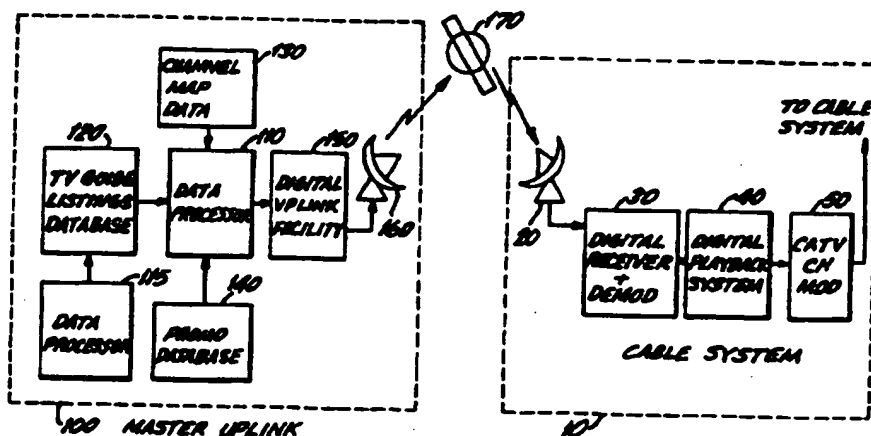 130
170
CHANNEL
MAP
DATA
TO CABLE
SYSTEM
120
110
150
TV GUIDE
LISTINGS
DATABASE
DATA
PROCESSOR
DIGITAL
UPLINK
FACILITY
160
20
30
40
50
DIGITAL
RECEIVER
+
DEMOD
DIGITAL
PLAYBACK
SYSTEM
CATV
CH
MOD
115
140
DATA
PROCESSOR
PROMO
DATABASE
CABLE SYSTEM
100 MASTER UPLINK
10